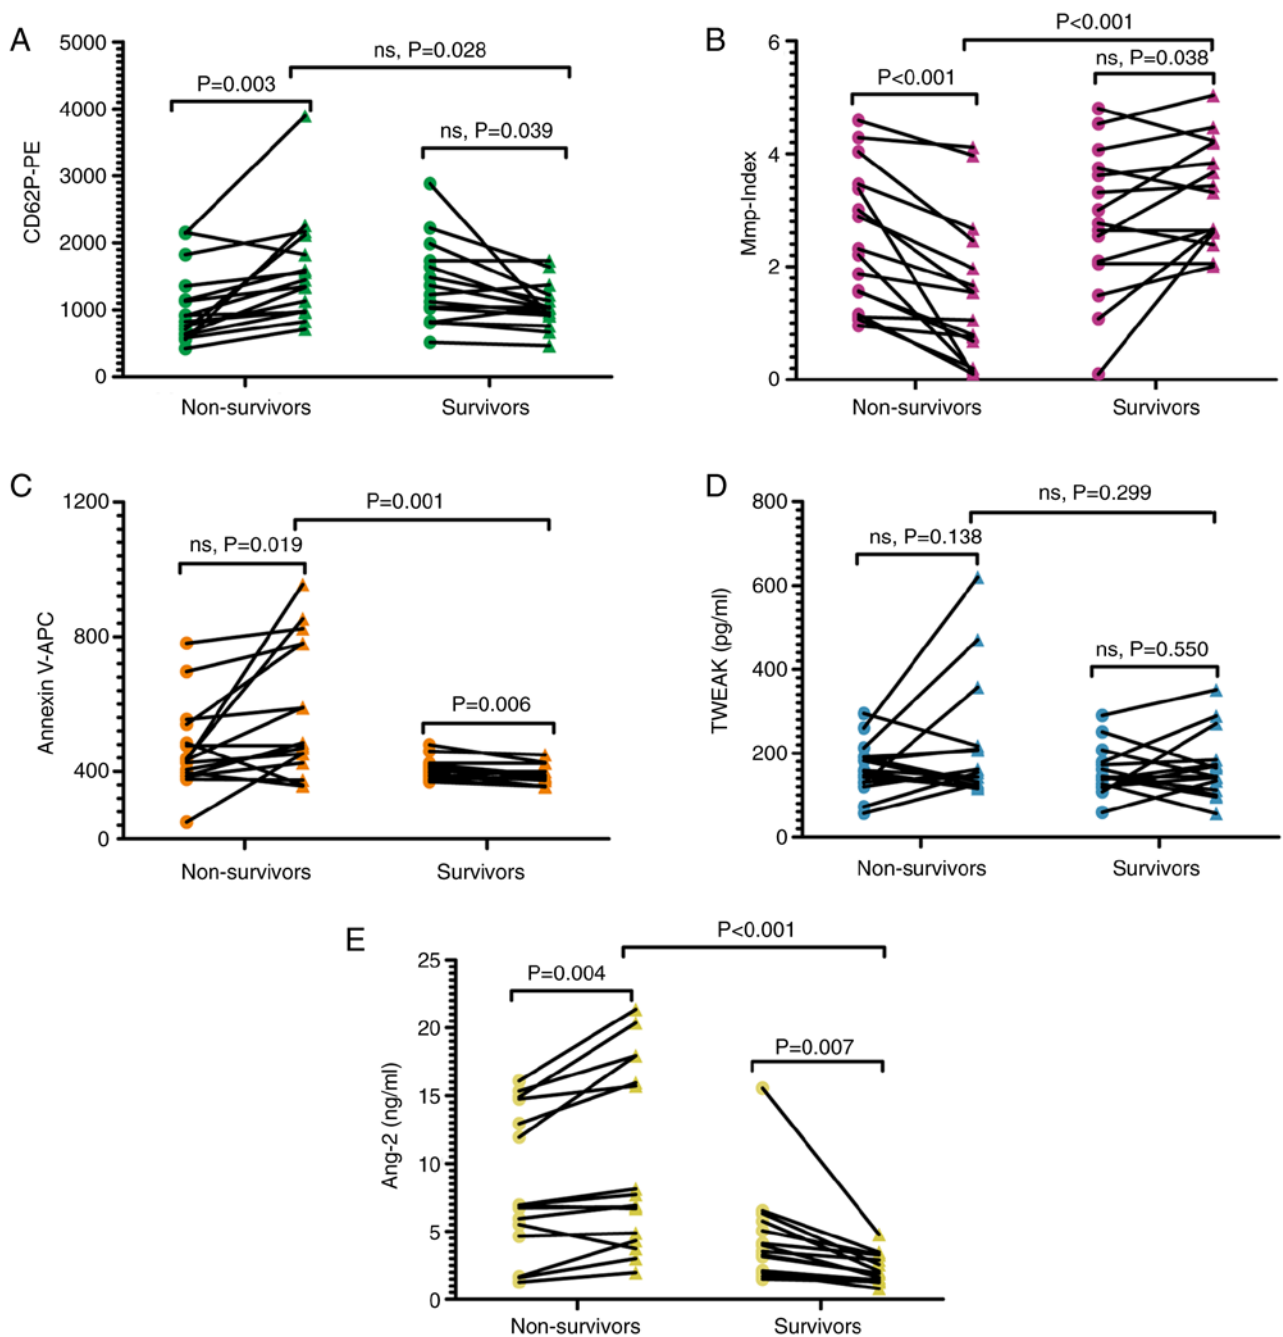 A
CD62P-PE
5000
4000
3000
2000
1000
0
ns, P=0.028
P=0.003
ns, P=0.039
Non-survivors
Survivors
B
Mmp-Index
6
4
2
0
P<0.001
ns, P=0.038
P<0.001
Non-survivors
Survivors
C
Annexin V-APC
1200
800
400
0
P=0.001
ns, P=0.019
P=0.006
Non-survivors
Survivors
D
TWEAK (pg/ml)
800
600
400
200
0
ns, P=0.299
ns, P=0.138
ns, P=0.550
Non-survivors
Survivors
E
Ang-2 (ng/ml)
25
20
15
10
5
0
P<0.001
P=0.004
P=0.007
Non-survivors
Survivors